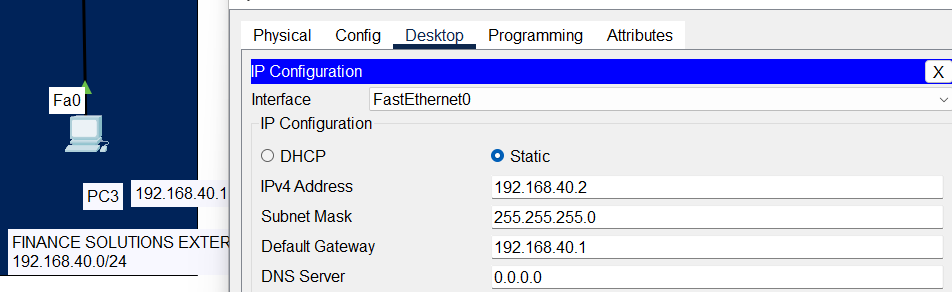 Physical Config Desktop Programming Attributes
IP Configuration X
Interface FastEthernet0
IP Configuration
DHCP Static
IPv4 Address 192.168.40.2
Subnet Mask 255.255.255.0
Default Gateway 192.168.40.1
DNS Server 0.0.0.0
Fa0
PC3 192.168.40.1
FINANCE SOLUTIONS EXTER
192.168.40.0/24